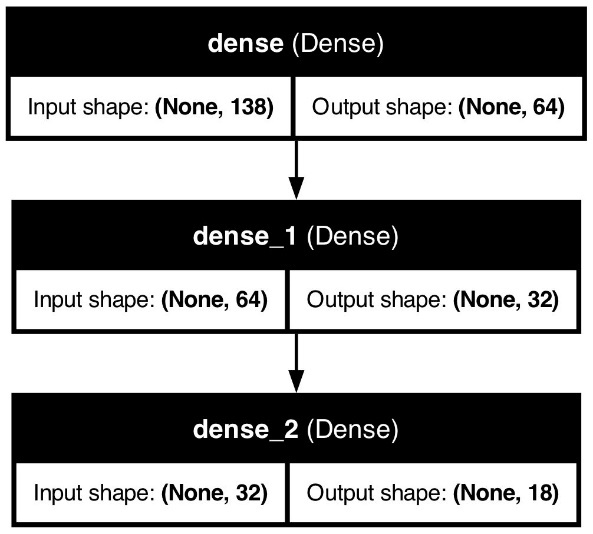 dense (Dense)
Input shape: (None, 138) Output shape: (None, 64)
dense_1 (Dense)
Input shape: (None, 64) Output shape: (None, 32)
dense_2 (Dense)
Input shape: (None, 32) Output shape: (None, 18)